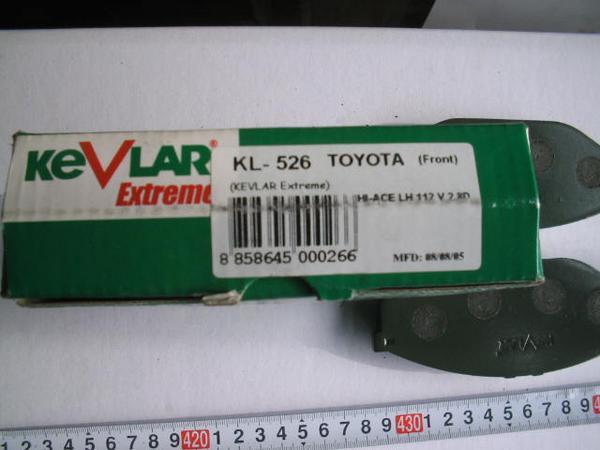 KeVLAR®
Extreme
KL- 526 TOYOTA (Front)
(KEVLAR Extreme)
HI-ACE LH 112 V 2.8D
8 858645 000266
MFD: 08/08/05
1 2 3 4 5 6 7 8 9 420 1 2 3 4 5 6 7 8 9 430 1 2 3 4 5 6 7 8 9